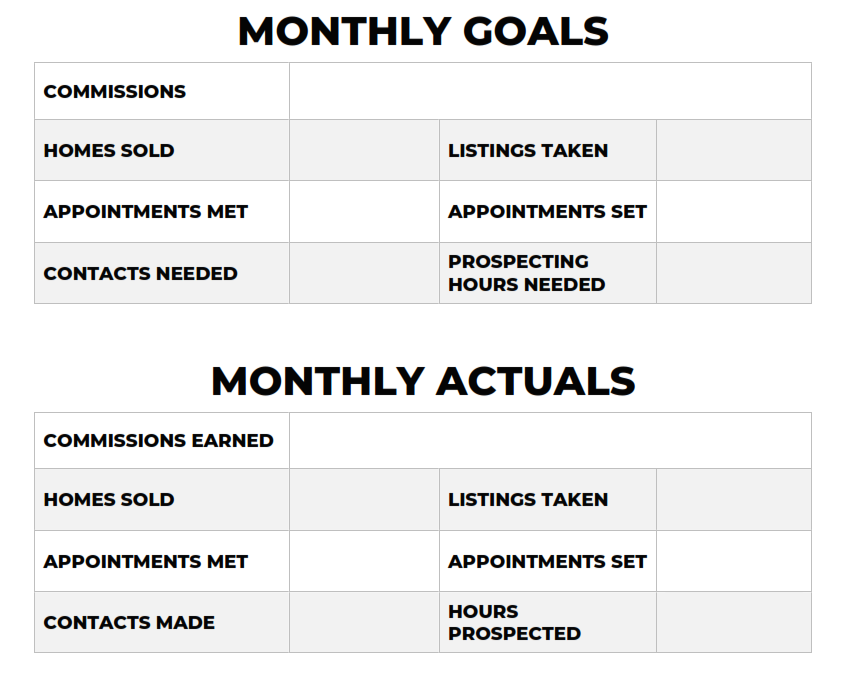 MONTHLY GOALS
COMMISSIONS
HOMES SOLD
LISTINGS TAKEN
APPOINTMENTS MET
APPOINTMENTS SET
CONTACTS NEEDED
PROSPECTING
HOURS NEEDED
MONTHLY ACTUALS
COMMISSIONS EARNED
HOMES SOLD
LISTINGS TAKEN
APPOINTMENTS MET
APPOINTMENTS SET
CONTACTS MADE
HOURS
PROSPECTED